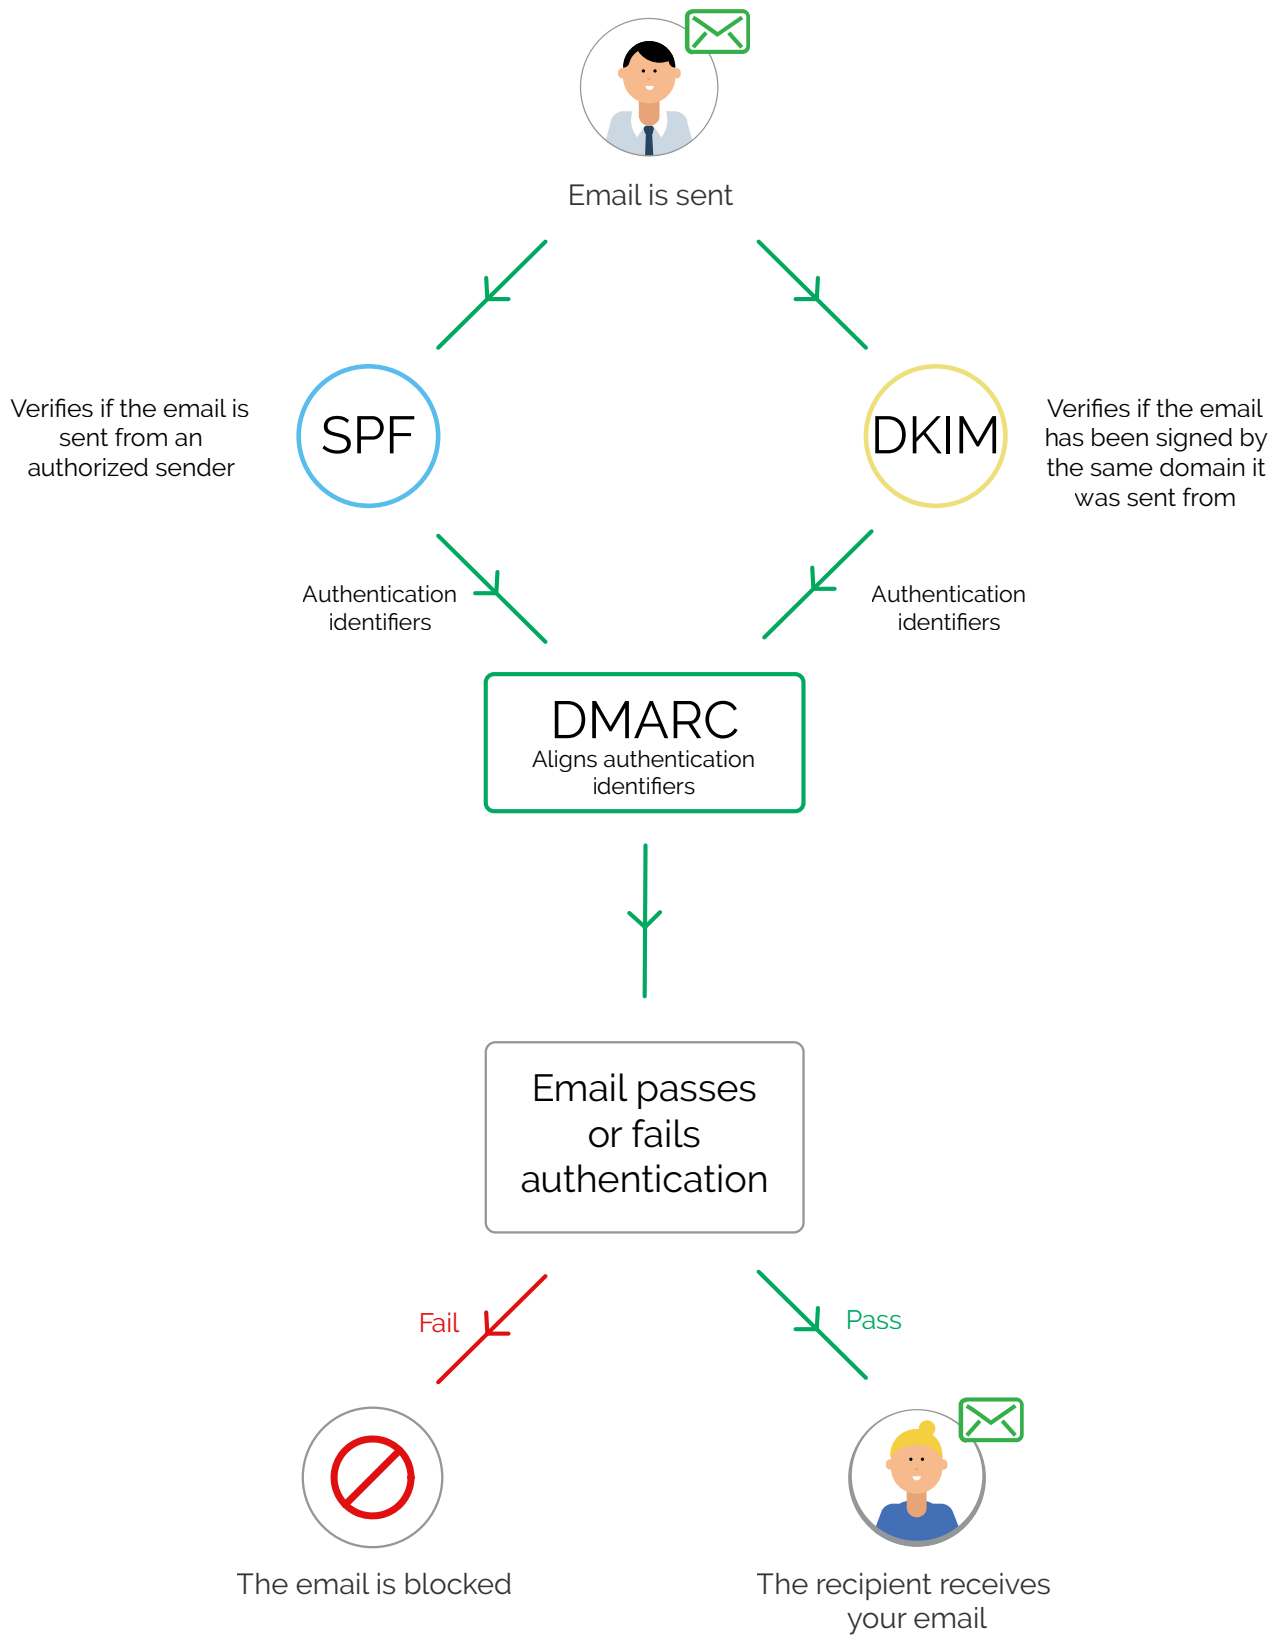 Email is sent
Verifies if the email is
sent from an
authorized sender
SPF
DKIM
Verifies if the email
has been signed by
the same domain it
was sent from
Authentication
identifiers
Authentication
identifiers
DMARC
Aligns authentication
identifiers
Email passes
or fails
authentication
Fail
Pass
The email is blocked
The recipient receives
your email